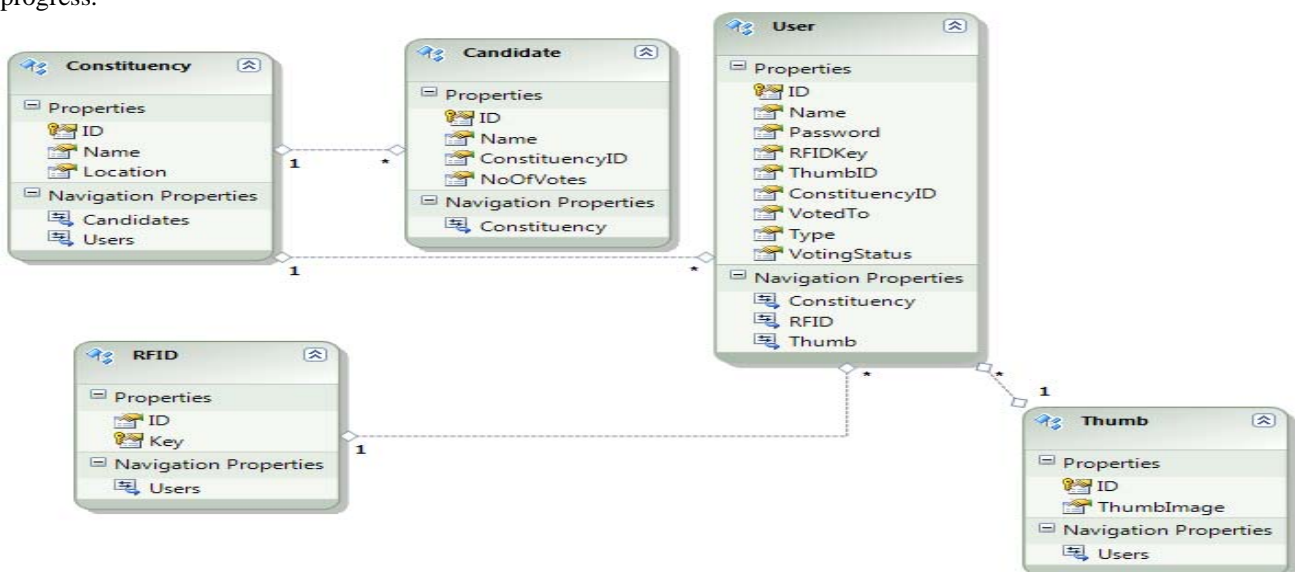 progress.
Constituency
Properties
ID
Name
Location
Navigation Properties
Candidates
Users
Candidate
Properties
ID
Name
ConstituencyID
NoOfVotes
Navigation Properties
Constituency
User
Properties
ID
Name
Password
RFIDKey
ThumbID
ConstituencyID
VotedTo
Type
VotingStatus
Navigation Properties
Constituency
RFID
Thumb
1
*
1
*
RFID
Properties
ID
Key
Navigation Properties
Users
1
*
*
1
Thumb
Properties
ID
ThumbImage
Navigation Properties
Users